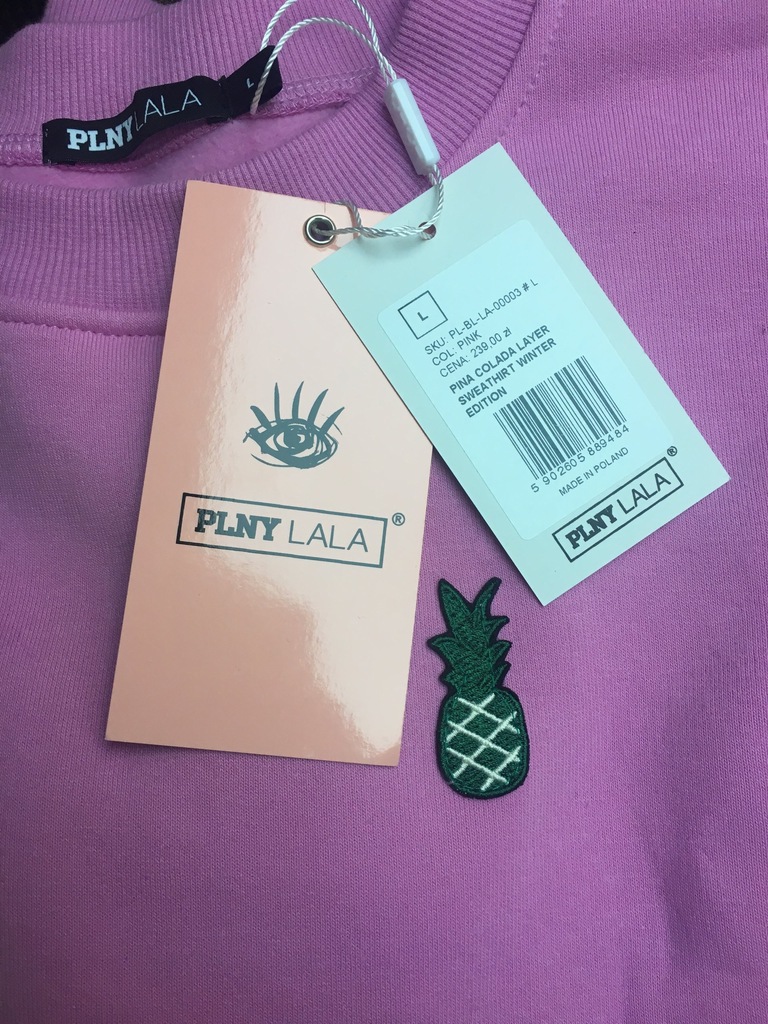 PLNY LALA
L
L
SKU: PL-BL-LA-00003 # L
COL: PINK
CENA: 239,00 zł
PINA COLADA LAYER
SWEATHIRT WINTER
EDITION
5 902605 889484
MADE IN POLAND
PLNY LALA ®
PLNY LALA ®